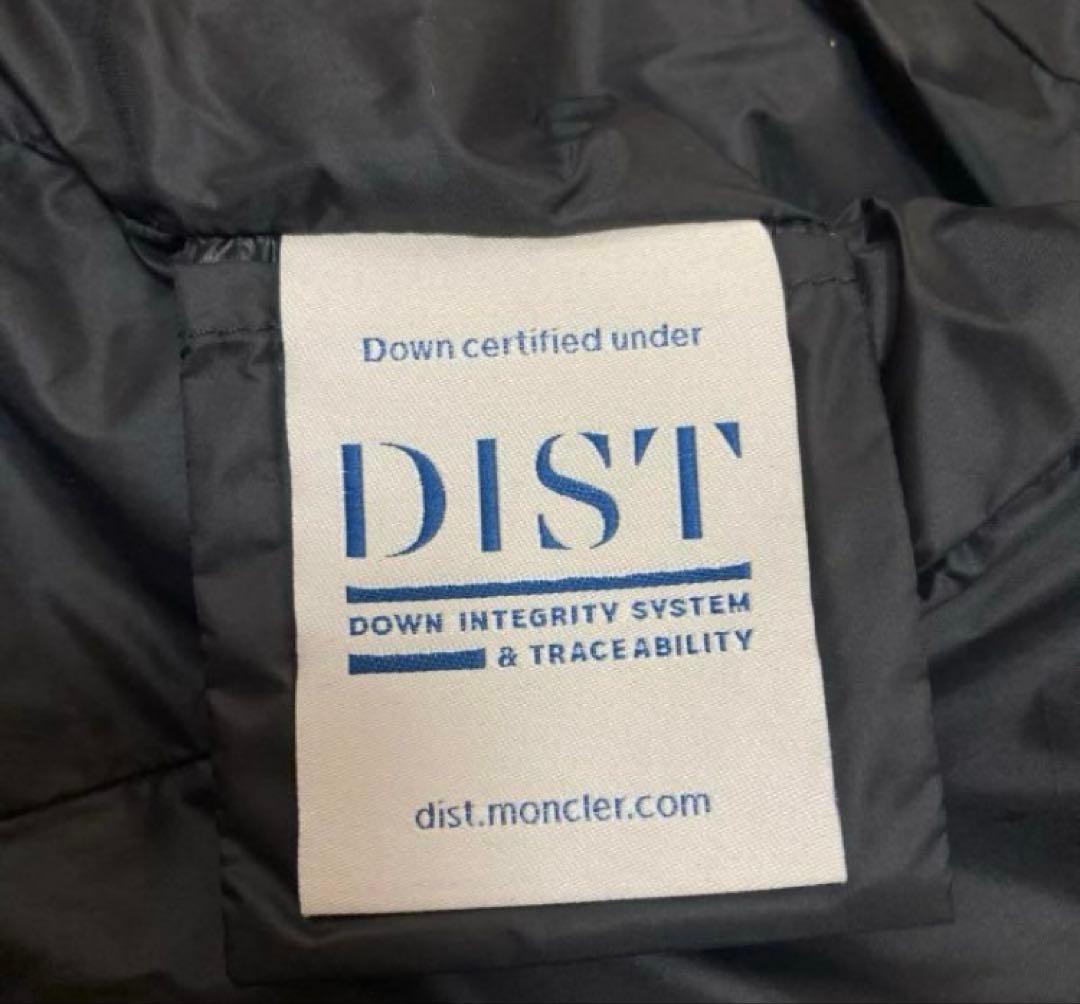 Down certified under
DIST
DOWN INTEGRITY SYSTEM
& TRACEABILITY
dist.moncler.com